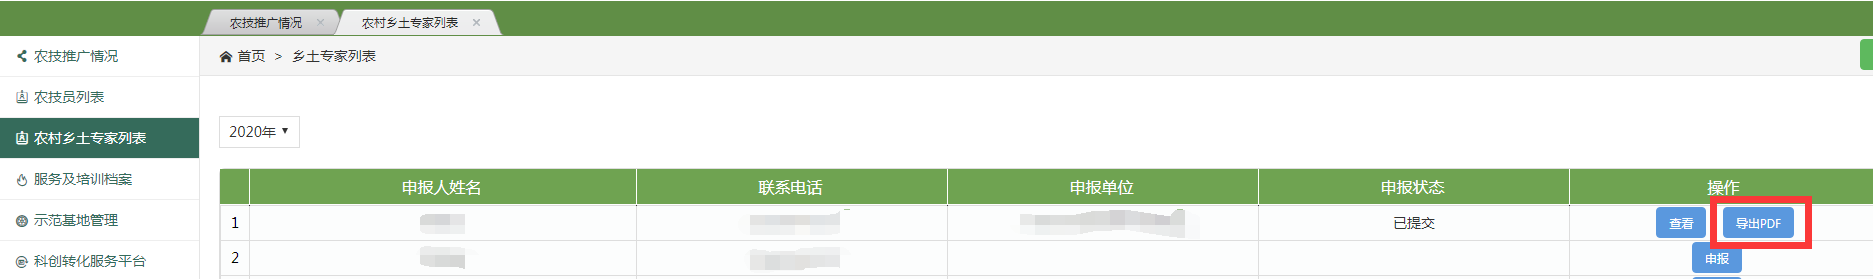 农技推广情况 × 农村乡土专家列表 ×
农技推广情况
首页 > 乡土专家列表
农技员列表
农村乡土专家列表
2020年
服务及培训档案
申报人姓名 联系电话 申报单位 申报状态 操作
示范基地管理
1 已提交 查看 导出PDF
科创转化服务平台
2 申报